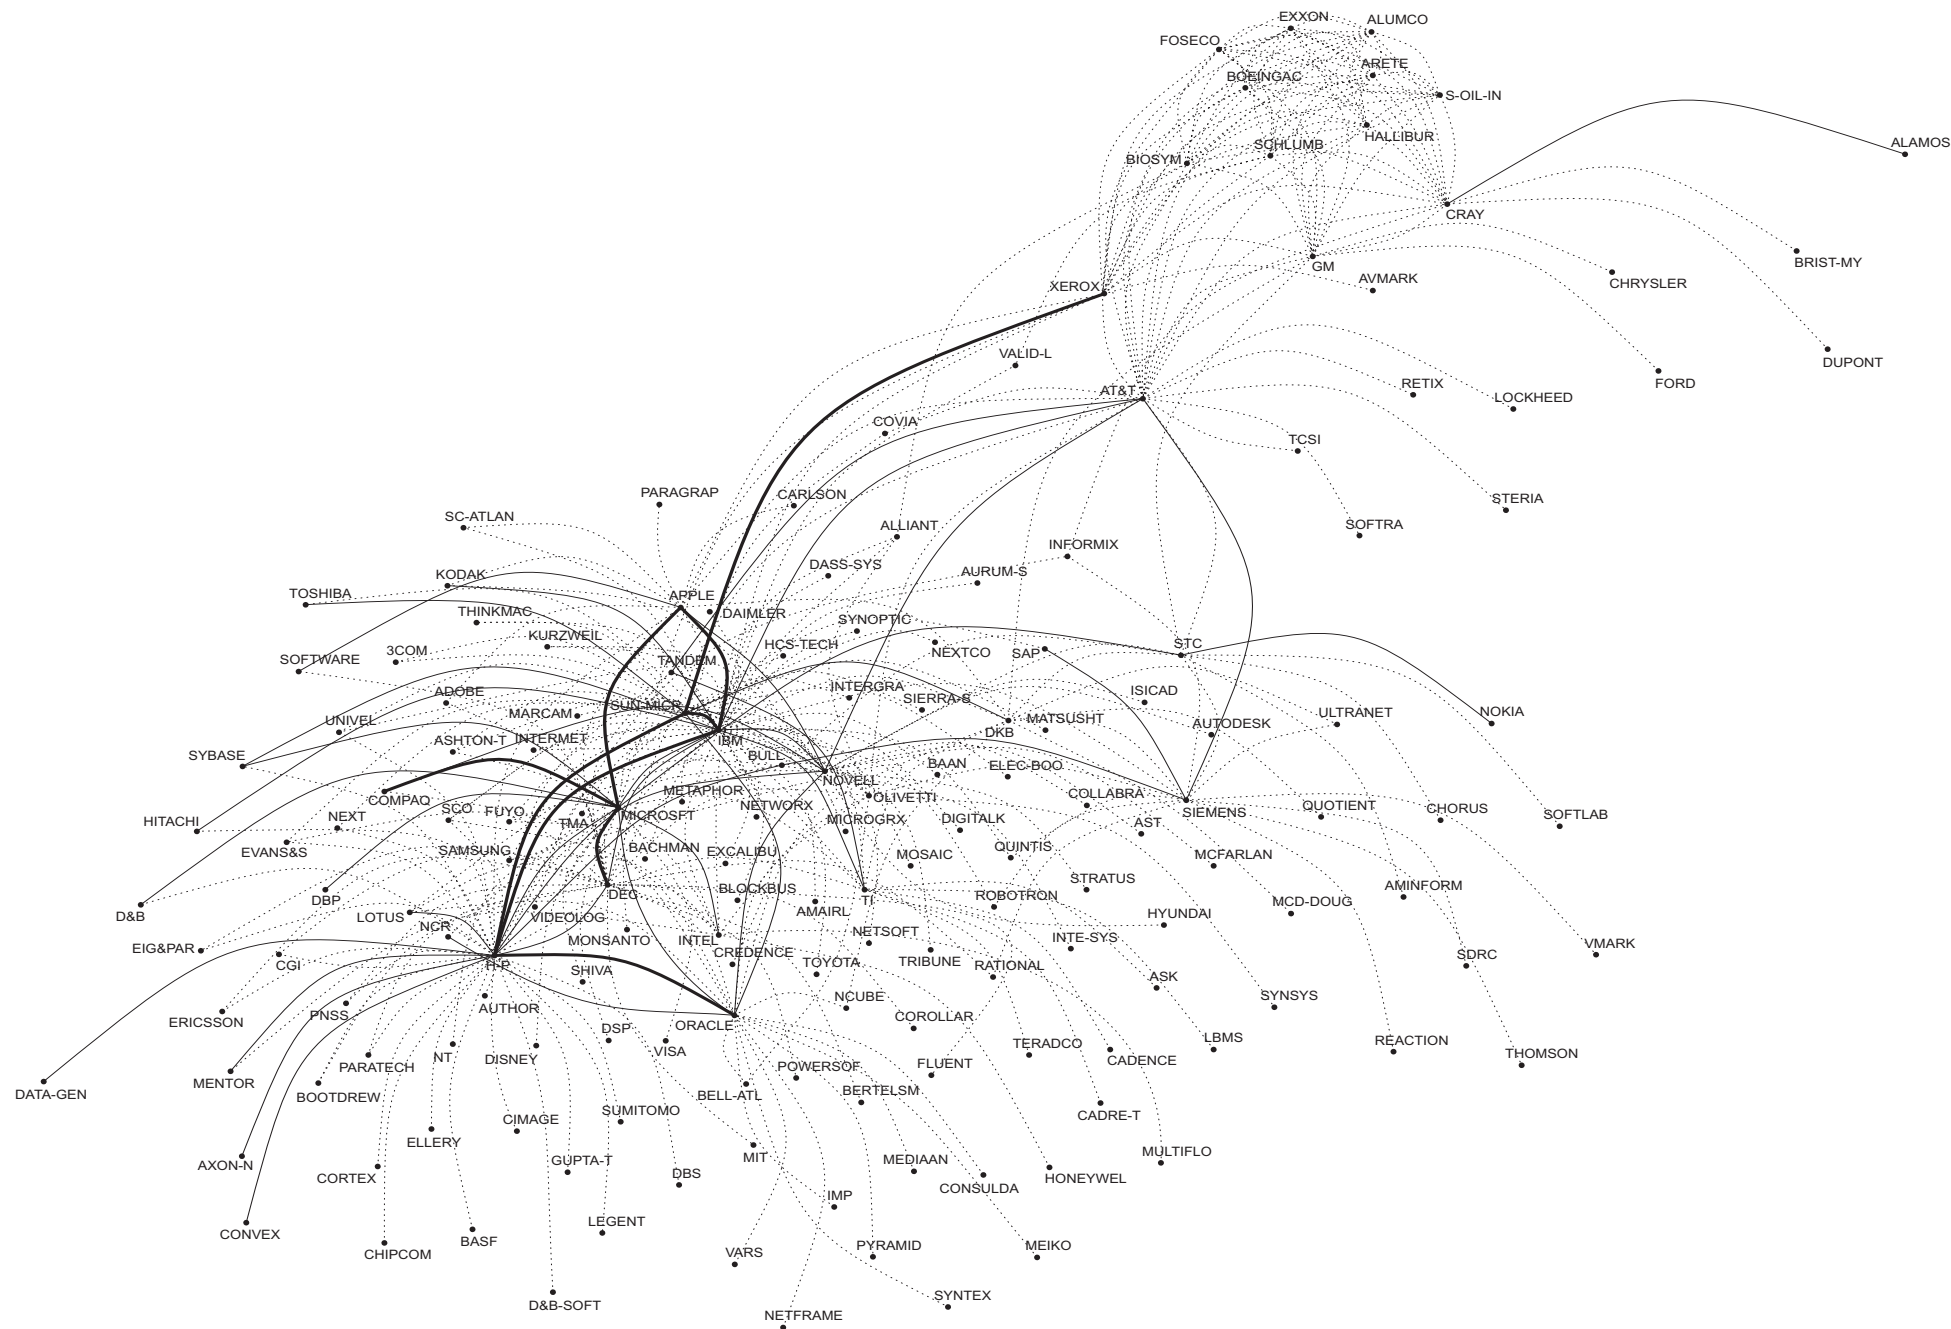 EXXON
ALUMCO
FOSECO
ARETE
BOEINGAC
S-OIL-IN
HALLIBUR
ALAMOS
SCHLUMB
BIOSYM
CRAY
BRIST-MY
GM
AVMARK
CHRYSLER
XEROX
VALID-L
DUPONT
AT&T
RETIX
FORD
LOCKHEED
COVIA
TCSI
PARAGRAP
CARLSON
STERIA
SC-ATLAN
ALLIANT
SOFTRA
INFORMIX
DASS-SYS
AURUM-S
KODAK
TOSHIBA
APPLE
DAIMLER
THINKMAC
SYNOPTIC
KURZWEIL
HCS-TECH
STC
3COM
NEXTCO
SAP
SOFTWARE
TANDEM
INTERGRA
SIERRA-S
ISICAD
ADOBE
SUN-MICR
MARCAM
MATSUSHT
AUTODESK
ULTRANET
NOKIA
UNIVEL
DKB
ASHTON-T
INTERMET
IBM
SYBASE
BULL
NOVELL
BAAN
ELEC-BOO
COMPAQ
METAPHOR
OLIVETTI
COLLABRA
SCO
FUYO
NETWORX
QUOTIENT
CHORUS
NEXT
TMA
MICROSFT
MICROGRX
DIGITALK
SIEMENS
SOFTLAB
HITACHI
AST
EVANS&S
SAMSUNG
BACHMAN
EXCALIBU
MOSAIC
QUINTIS
MCFARLAN
STRATUS
AMINFORM
DEC
BLOCKBUS
DBP
TI
ROBOTRON
MCD-DOUG
D&B
LOTUS
VIDEOLOG
AMAIRL
HYUNDAI
NCR
MONSANTO
INTEL
NETSOFT
INTE-SYS
VMARK
EIG&PAR
CREDENCE
TOYOTA
TRIBUNE
RATIONAL
SDRC
CGI
H-P
SHIVA
ASK
NCUBE
SYNSYS
AUTHOR
PNSS
ERICSSON
DSP
ORACLE
COROLLAR
LBMS
TERADCO
REACTION
NT
DISNEY
VISA
CADENCE
THOMSON
PARATECH
POWERSOF
FLUENT
MENTOR
DATA-GEN
BOOTDREW
BELL-ATL
BERTELSM
SUMITOMO
CIMAGE
CADRE-T
ELLERY
MULTIFLO
MIT
MEDIAAN
AXON-N
GUPTA-T
CORTEX
DBS
HONEYWEL
CONSULDA
IMP
LEGENT
CONVEX
BASF
PYRAMID
MEIKO
CHIPCOM
VARS
SYNTEX
D&B-SOFT
NETFRAME